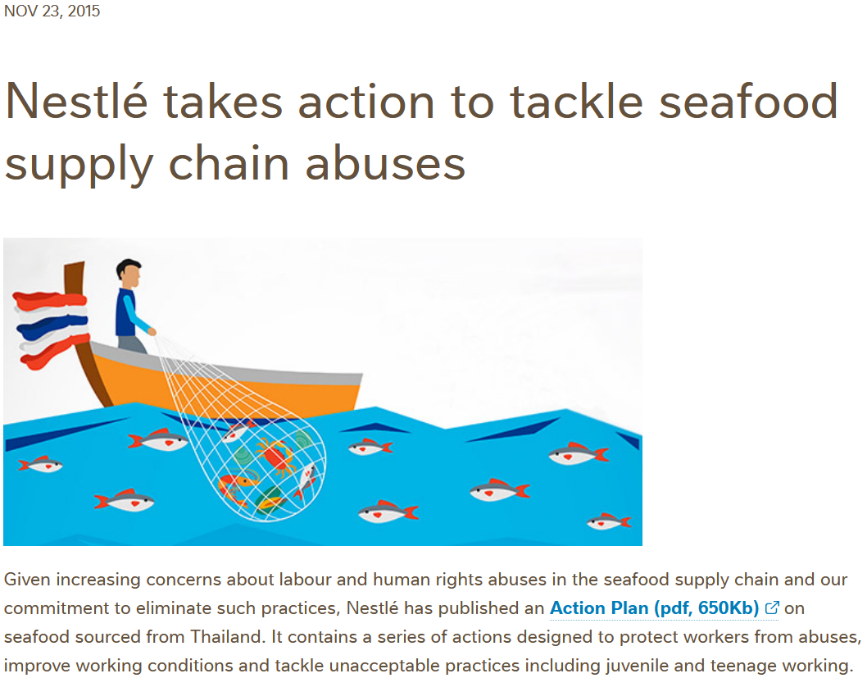 NOV 23, 2015
Nestlé takes action to tackle seafood
supply chain abuses
Given increasing concerns about labour and human rights abuses in the seafood supply chain and our
commitment to eliminate such practices, Nestlé has published an Action Plan (pdf, 650Kb) on
seafood sourced from Thailand. It contains a series of actions designed to protect workers from abuses,
improve working conditions and tackle unacceptable practices including juvenile and teenage working.